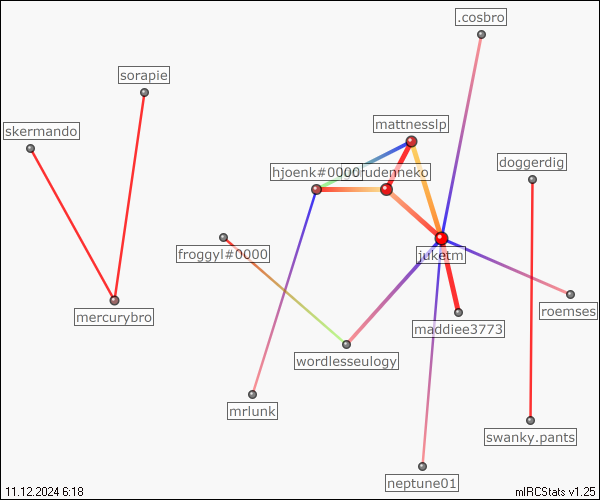 .cosbro
sorapie
mattnesslp
skermando
doggerdig
hjoenk#0000
rudenneko
froggyl#0000
juketm
mercurybro
roemses
maddiee3773
wordlesseulogy
mrlunk
swanky.pants
neptune01
11.12.2024 6:18
mIRCStats v1.25